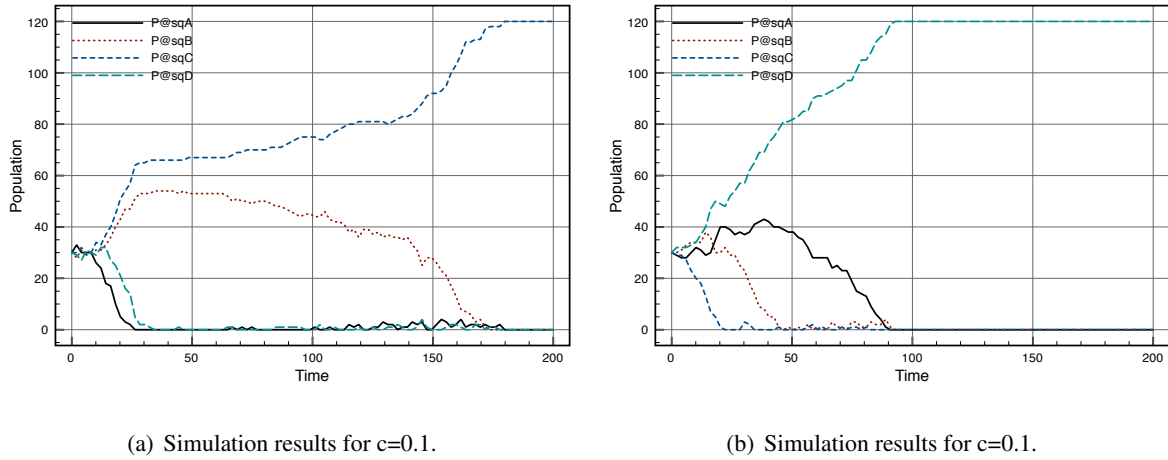 120
100
80
60
40
20
0
Population
P@sqA
P@sqB
P@sqC
P@sqD
0 50 100 150 200
Time
(a) Simulation results for c=0.1.
120
100
80
60
40
20
0
Population
P@sqA
P@sqB
P@sqC
P@sqD
0 50 100 150 200
Time
(b) Simulation results for c=0.1.